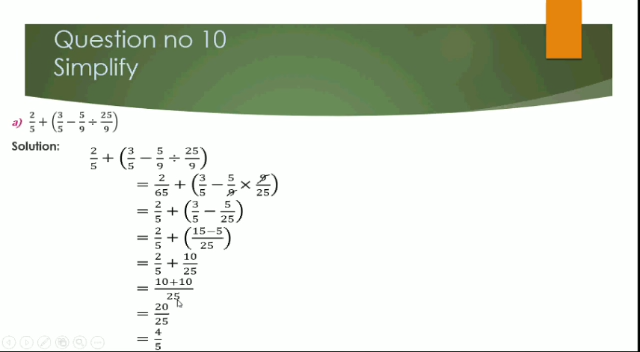 Question no 10
Simplify
a) 2/5 + (3/5 − 5/9 ÷ 25/9)
Solution:
2/5 + (3/5 − 5/9 ÷ 25/9)
= 2/65 + (3/5 − 5/9 × 9/25)
= 2/5 + (3/5 − 5/25)
= 2/5 + (15−5/25)
= 2/5 + 10/25
= 10+10/25
= 20/25
= 4/5